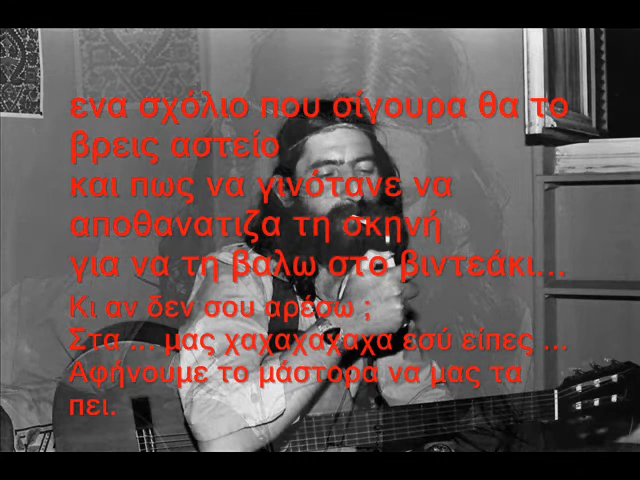 ενα σχόλιο που σίγουρα θα το
βρεις αστείο
και πως να γινότανε να
αποθανατιζα τη σκηνή
για να τη βαλω στο βιντεάκι...
Κι αν δεν σου αρέσω ;
Στα ... μας χαχαχαχαχα εσύ είπες ...
Αφήνουμε το μάστορα να μας τα
πει.